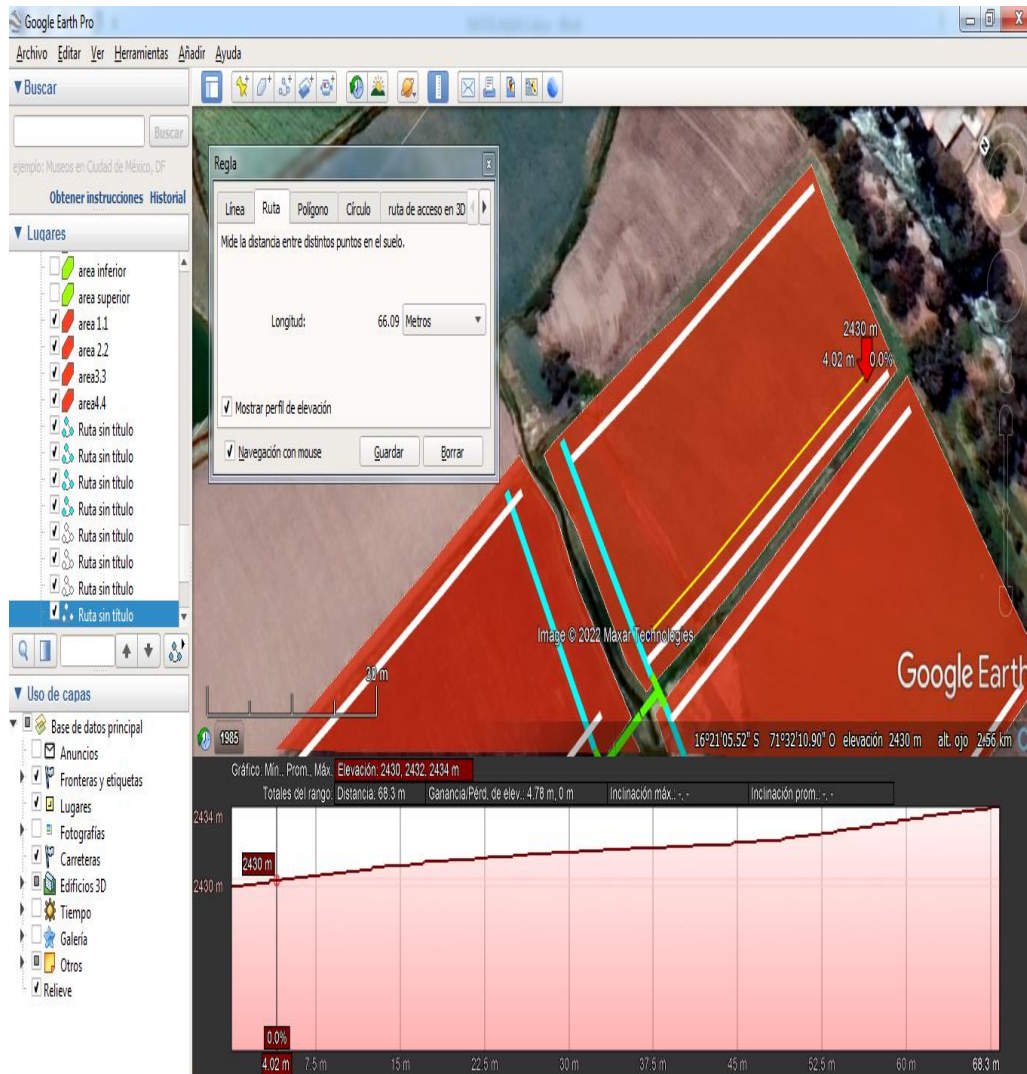 Google Earth Pro
Archivo Editar Ver Herramientas Añadir Ayuda
Buscar
Buscar
ejemplo: Museos en Ciudad de México, DF
Obtener instrucciones Historial
Lugares
area inferior
area superior
area 1.1
area 2.2
area3.3
area4.4
Ruta sin título
Ruta sin título
Ruta sin título
Ruta sin título
Ruta sin título
Ruta sin título
Ruta sin título
Ruta sin título
Uso de capas
Base de datos principal
Anuncios
Fronteras y etiquetas
Lugares
Fotografías
Carreteras
Edificios 3D
Tiempo
Galería
Otros
Relieve
Regla
Línea Ruta Polígono Círculo ruta de acceso en 3D
Mide la distancia entre distintos puntos en el suelo.
Longitud: 66.09 Metros
Mostrar perfil de elevación
Navegación con mouse Guardar Borrar
2430 m
4.02 m 0.0%
Image © 2022 Maxar Technologies
Google Earth
1985
16°21'05.52" S 71°32'10.90" O elevación 2430 m alt. ojo 2.56 km
Gráfico: Mín., Prom., Máx. Elevación: 2430, 2432, 2434 m
Totales del rango: Distancia: 68.3 m Ganancia/Pérd. de elev.: 4.78 m, 0 m Inclinación máx.: -, - Inclinación prom.: -, -
2434 m
2430 m
2430 m
0.0%
4.02 m 7.5 m 15 m 22.5 m 30 m 37.5 m 45 m 52.5 m 60 m 68.3 m